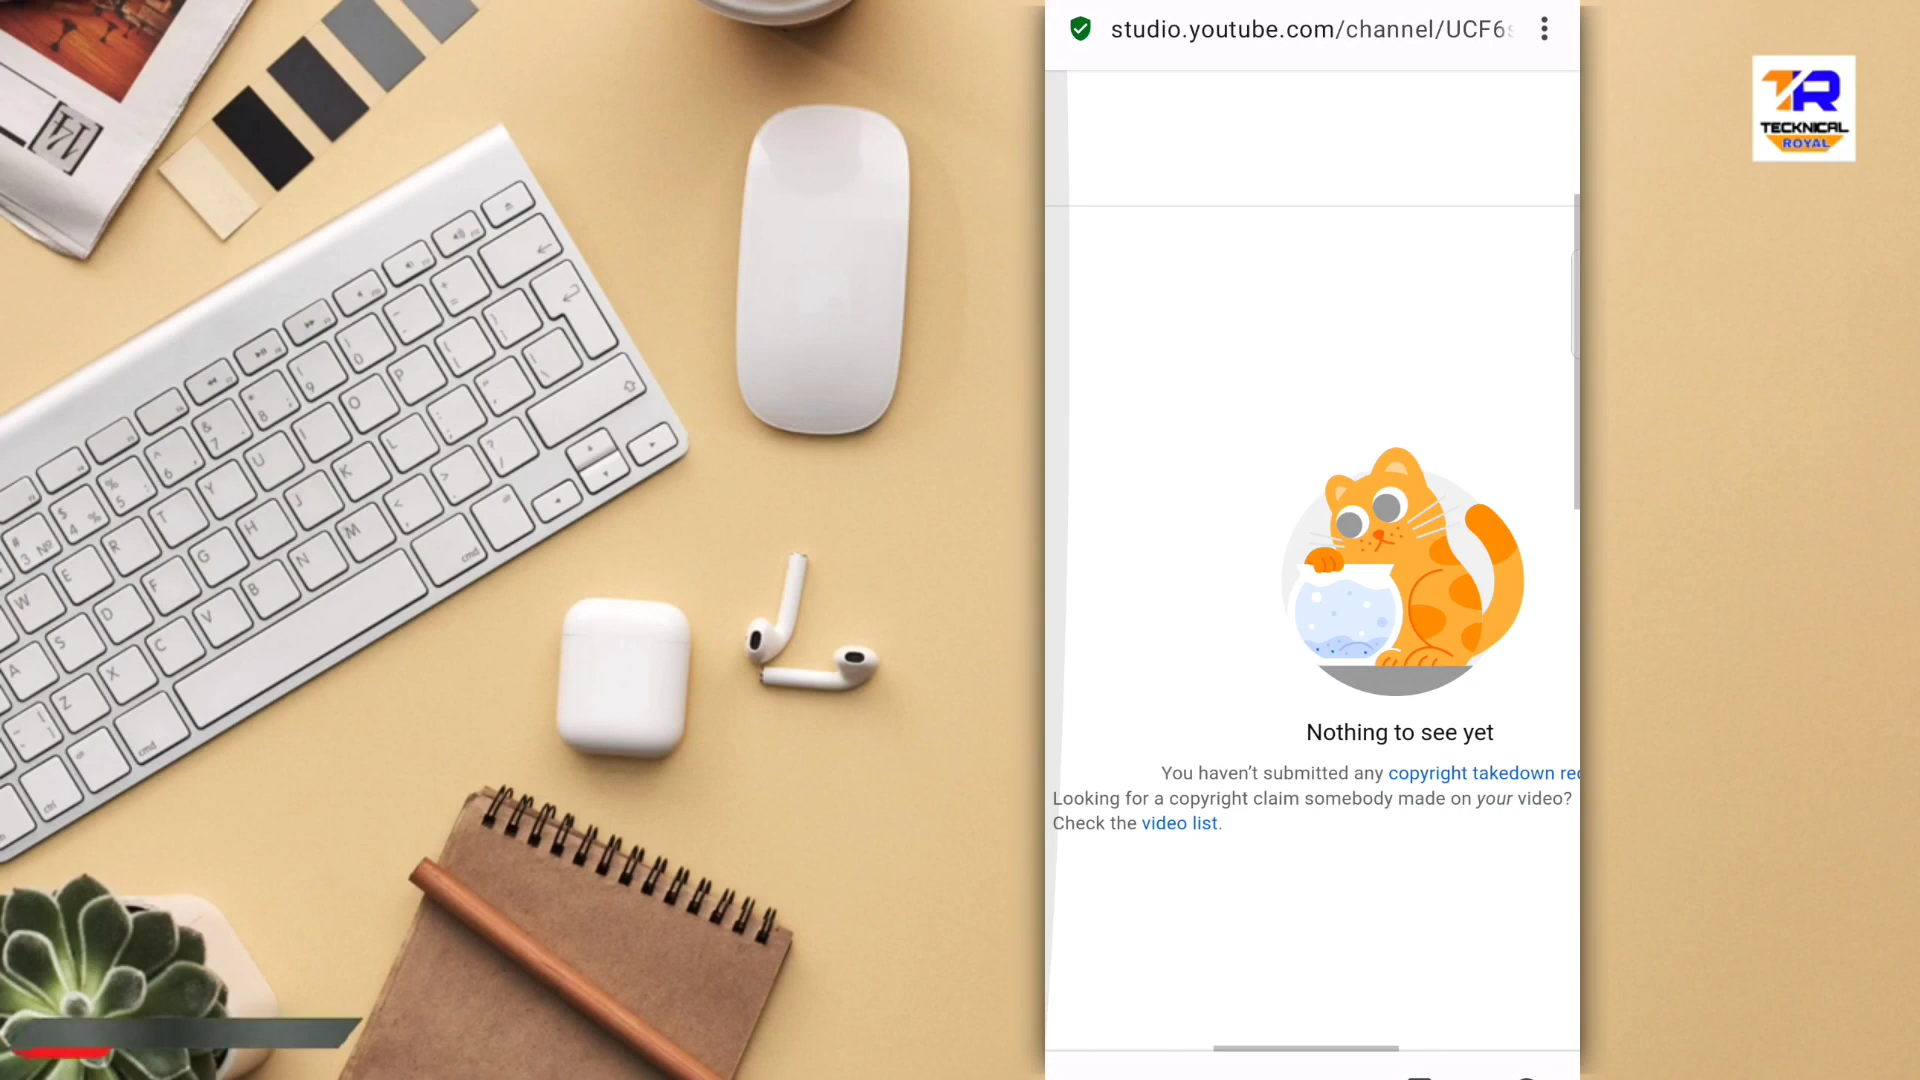 studio.youtube.com/channel/UCF6
TR
TECKNICAL
ROYAL
Nothing to see yet
You haven't submitted any copyright takedown
Looking for a copyright claim somebody made on your video?
Check the video list.